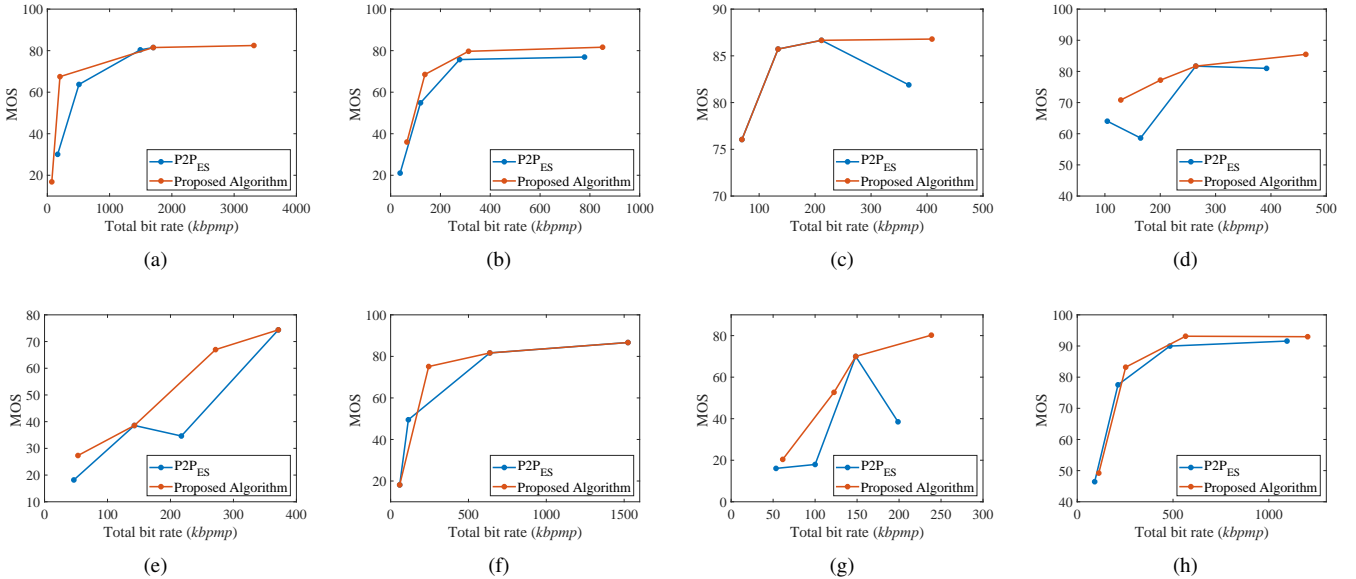 100
80
60
40
20
MOS
P2P_ES
Proposed Algorithm
0 1000 2000 3000 4000
Total bit rate (kbpmp)
(a)
100
80
60
40
20
MOS
P2P_ES
Proposed Algorithm
0 200 400 600 800 1000
Total bit rate (kbpmp)
(b)
90
85
80
75
70
MOS
P2P_ES
Proposed Algorithm
100 200 300 400 500
Total bit rate (kbpmp)
(c)
100
90
80
70
60
50
40
MOS
P2P_ES
Proposed Algorithm
100 200 300 400 500
Total bit rate (kbpmp)
(d)
80
70
60
50
40
30
20
10
MOS
P2P_ES
Proposed Algorithm
0 100 200 300 400
Total bit rate (kbpmp)
(e)
100
80
60
40
20
MOS
P2P_ES
Proposed Algorithm
0 500 1000 1500
Total bit rate (kbpmp)
(f)
80
60
40
20
0
MOS
P2P_ES
Proposed Algorithm
0 50 100 150 200 250 300
Total bit rate (kbpmp)
(g)
100
90
80
70
60
50
40
MOS
P2P_ES
Proposed Algorithm
0 500 1000
Total bit rate (kbpmp)
(h)